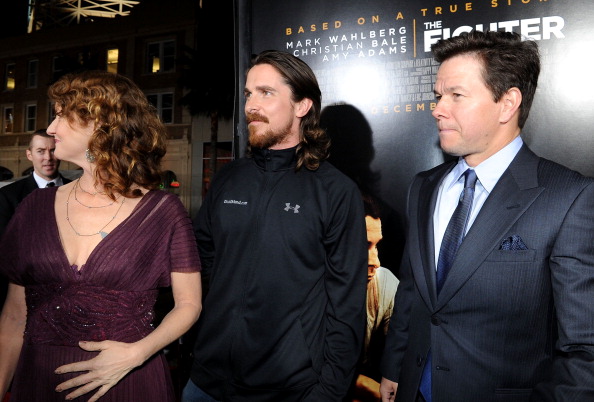 BASED ON A TRUE STORY
MARK WAHLBERG
CHRISTIAN BALE
AMY ADAMS
THE
FIGHTER
DECEMBER